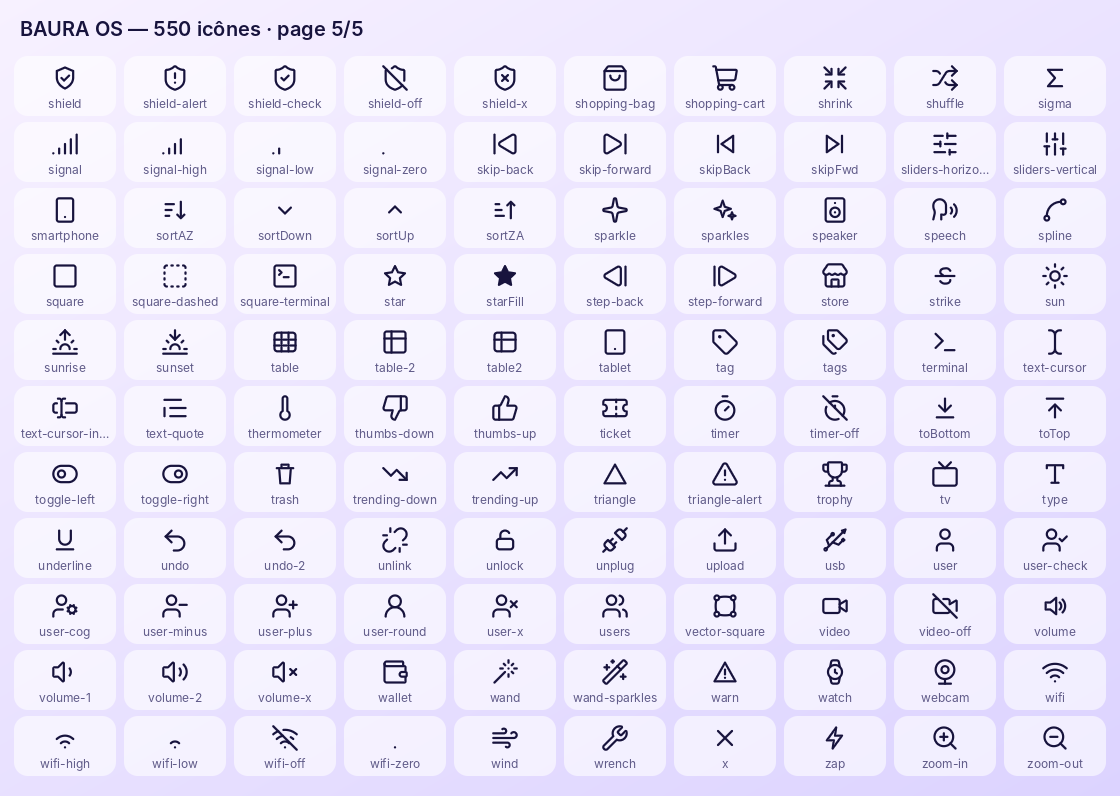 BAURA OS — 550 icônes · page 5/5
shield shield-alert shield-check shield-off shield-x shopping-bag shopping-cart shrink shuffle sigma
signal signal-high signal-low signal-zero skip-back skip-forward skipBack skipFwd sliders-horizo... sliders-vertical
smartphone sortAZ sortDown sortUp sortZA sparkle sparkles speaker speech spline
square square-dashed square-terminal star starFill step-back step-forward store strike sun
sunrise sunset table table-2 table2 tablet tag tags terminal text-cursor
text-cursor-in... text-quote thermometer thumbs-down thumbs-up ticket timer timer-off toBottom toTop
toggle-left toggle-right trash trending-down trending-up triangle triangle-alert trophy tv type
underline undo undo-2 unlink unlock unplug upload usb user user-check
user-cog user-minus user-plus user-round user-x users vector-square video video-off volume
volume-1 volume-2 volume-x wallet wand wand-sparkles warn watch webcam wifi
wifi-high wifi-low wifi-off wifi-zero wind wrench x zap zoom-in zoom-out